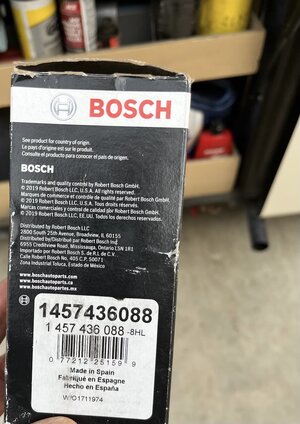 BOSCH
See product for country of origin.
Le pays d'origine est sur le produit.
Consulte el producto para conocer el país de origen.
BOSCH
Trademarks and quality control by Robert Bosch GmbH.
© 2019 Robert Bosch LLC, U.S.A. All rights reserved.
Marques de commerce et contrôle de qualité par Robert Bosch GmbH.
© 2019 Robert Bosch LLC, U.S.A. Tous droits réservés.
Marcas comerciales y control de calidad por Robert Bosch GmbH.
© 2019 Robert Bosch LLC, EE.UU. Todos los derechos reservados.
Distributed by Robert Bosch LLC
2800 South 25th Avenue, Broadview, IL 60155
Distribué par Robert Bosch Inc.
6955 Creditview Road, Mississauga, Ontario L5N 1R1
Importado por Robert Bosch S. de R.L de C.V.
Calle Robert Bosch No. 405 C.P. 50071
Zona Industrial Toluca, Estado de México
www.boschautoparts.com
www.boschautoparts.ca
www.boschautopartes.mx
1457436088
1 457 436 088 -8HL
0 77212 25159 9
Made in Spain
Fabriqué en Espagne
Hecho en España
W/O1711974